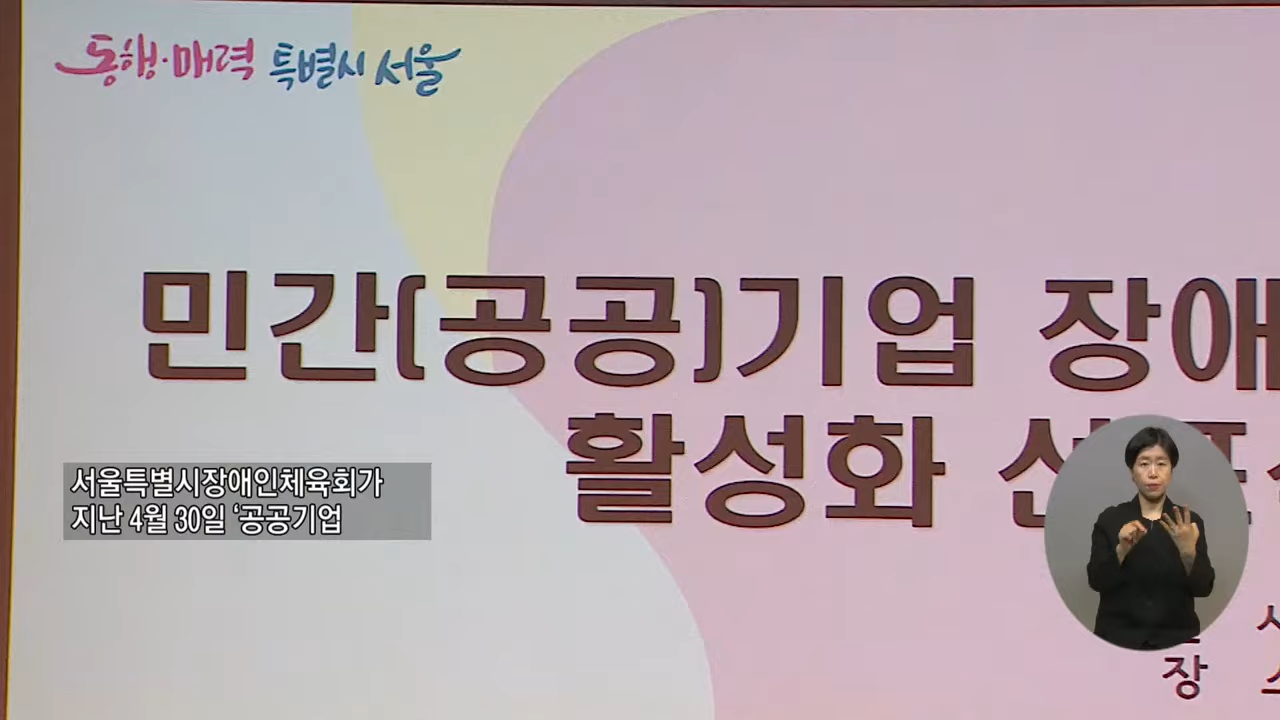 동행·매력 특별시 서울
민간(공공)기업 장애
활성화 선포
서울특별시장애인체육회가
지난 4월 30일 ‘공공기업
장